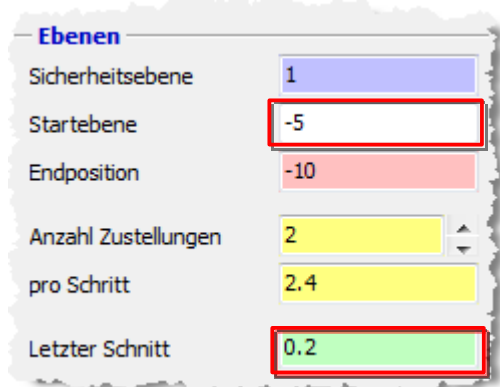 Ebenen
Sicherheitsebene 1
Startebene -5
Endposition -10
Anzahl Zustellungen 2
pro Schritt 2.4
Letzter Schnitt 0.2